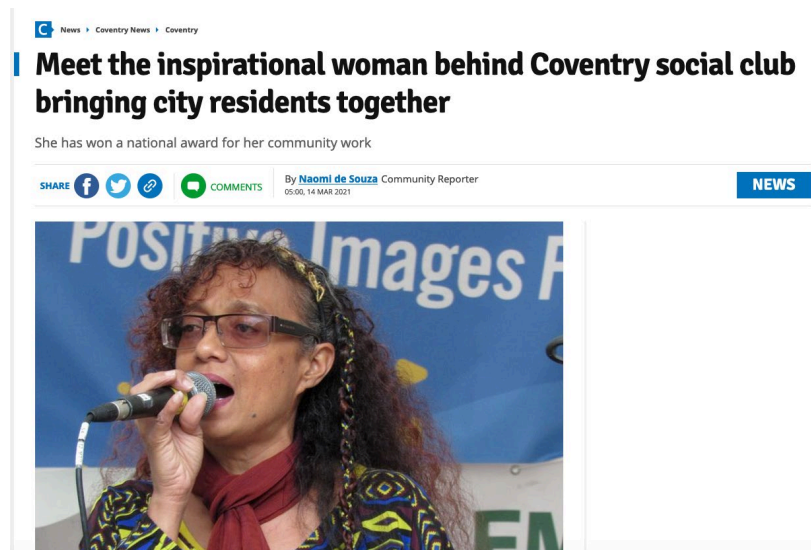 C News Coventry News Coventry
Meet the inspirational woman behind Coventry social club
bringing city residents together
She has won a national award for her community work
SHARE f COMMENTS
By Naomi de Souza Community Reporter
05:00, 14 MAR 2021
NEWS
Positive Images F
EM